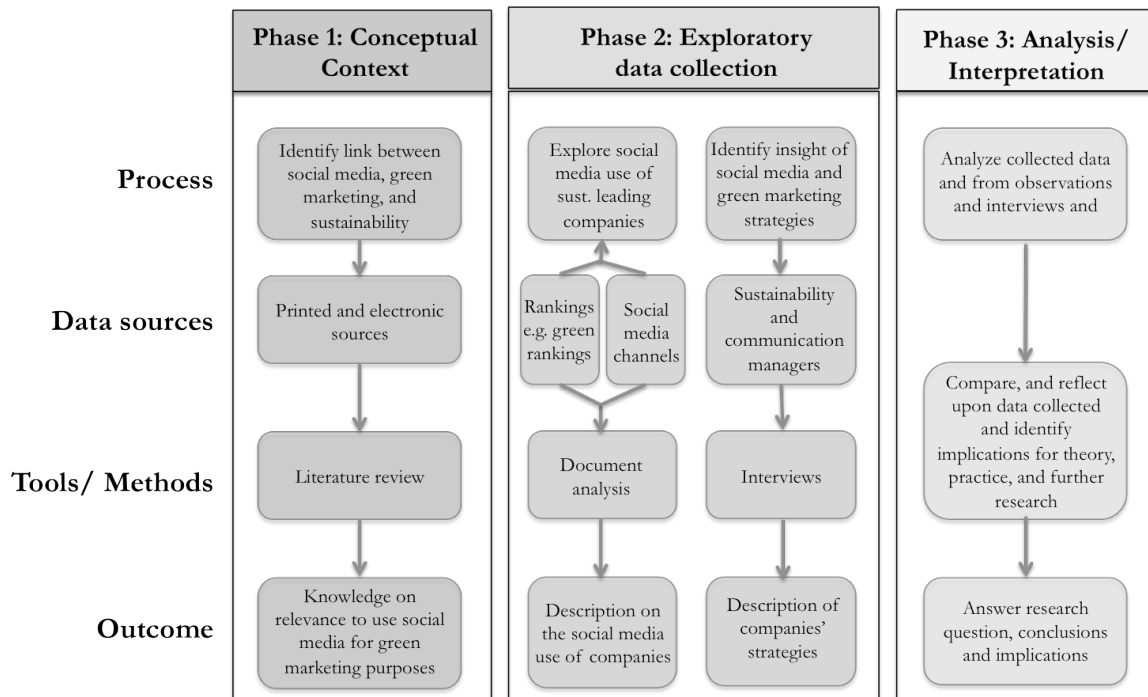 Phase 1: Conceptual
Context
Phase 2: Exploratory
data collection
Phase 3: Analysis/
Interpretation
Process
Identify link between
social media, green
marketing, and
sustainability
Explore social
media use of
sust. leading
companies
Identify insight of
social media and
green marketing
strategies
Analyze collected data
and from observations
and interviews and
Data sources
Printed and electronic
sources
Rankings
e.g. green
rankings
Social
media
channels
Sustainability
and
communication
managers
Compare, and reflect
upon data collected
and identify
implications for theory,
practice, and further
research
Tools/ Methods
Literature review
Document
analysis
Interviews
Outcome
Knowledge on
relevance to use social
media for green
marketing purposes
Description on
the social media
use of companies
Description of
companies’
strategies
Answer research
question, conclusions
and implications